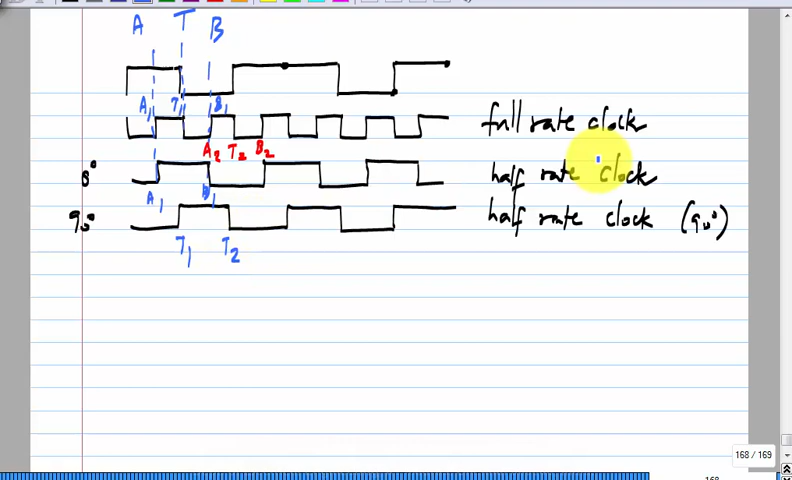 A T B
A1 T1 B1
full rate clock
A2 T2 B2
0° half rate clock
A1 B1
90° half rate clock (90°)
T1 T2
168 / 169